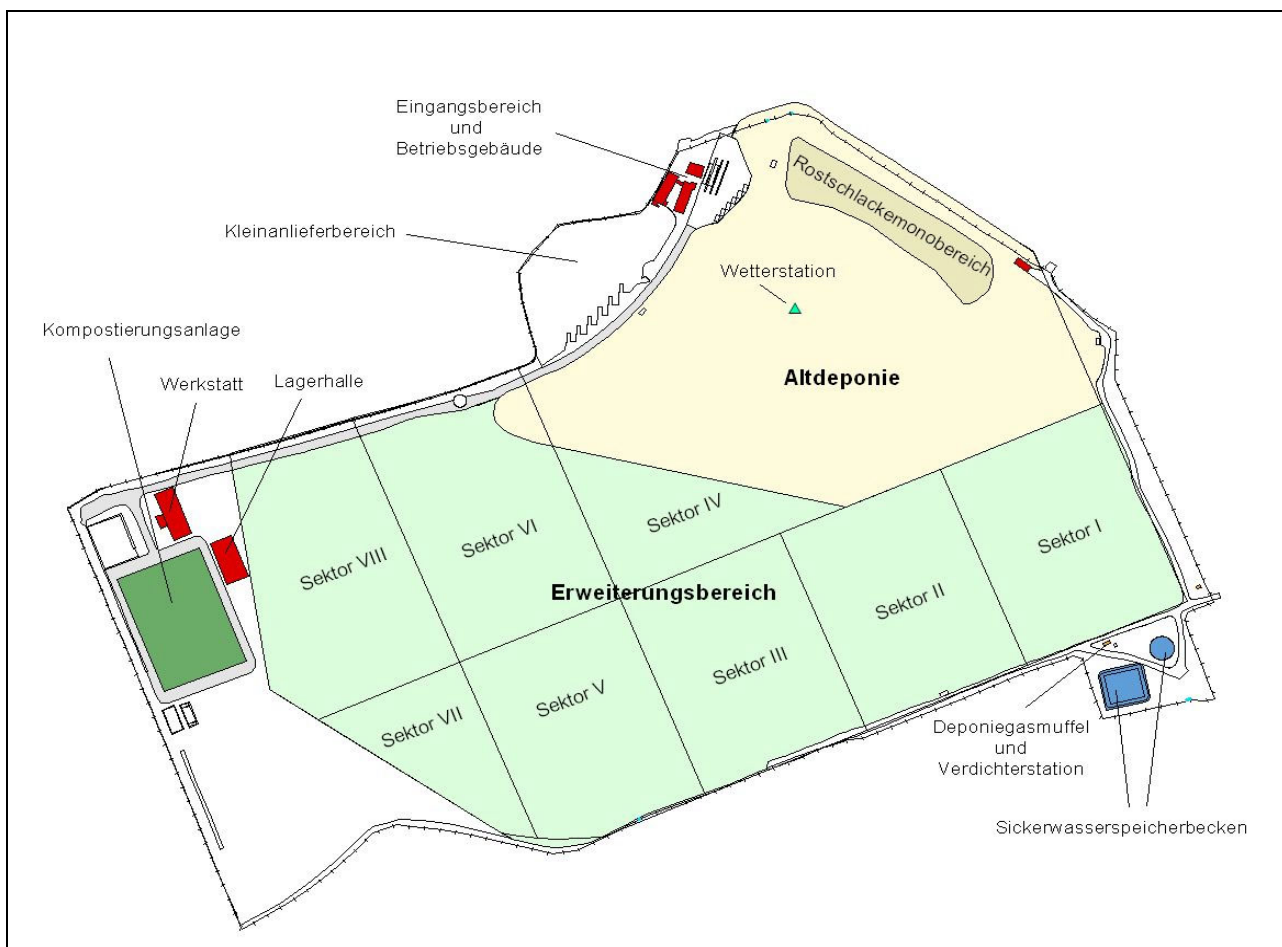 Eingangsbereich
und
Betriebsgebäude
Rostschlackemonobereich
Kleinanlieferbereich
Wetterstation
Kompostierungsanlage
Werkstatt
Lagerhalle
Altdeponie
Sektor VIII
Sektor VI
Sektor IV
Sektor I
Erweiterungsbereich
Sektor II
Sektor III
Sektor V
Sektor VII
Deponiegasmuffel
und
Verdichterstation
Sickerwasserspeicherbecken